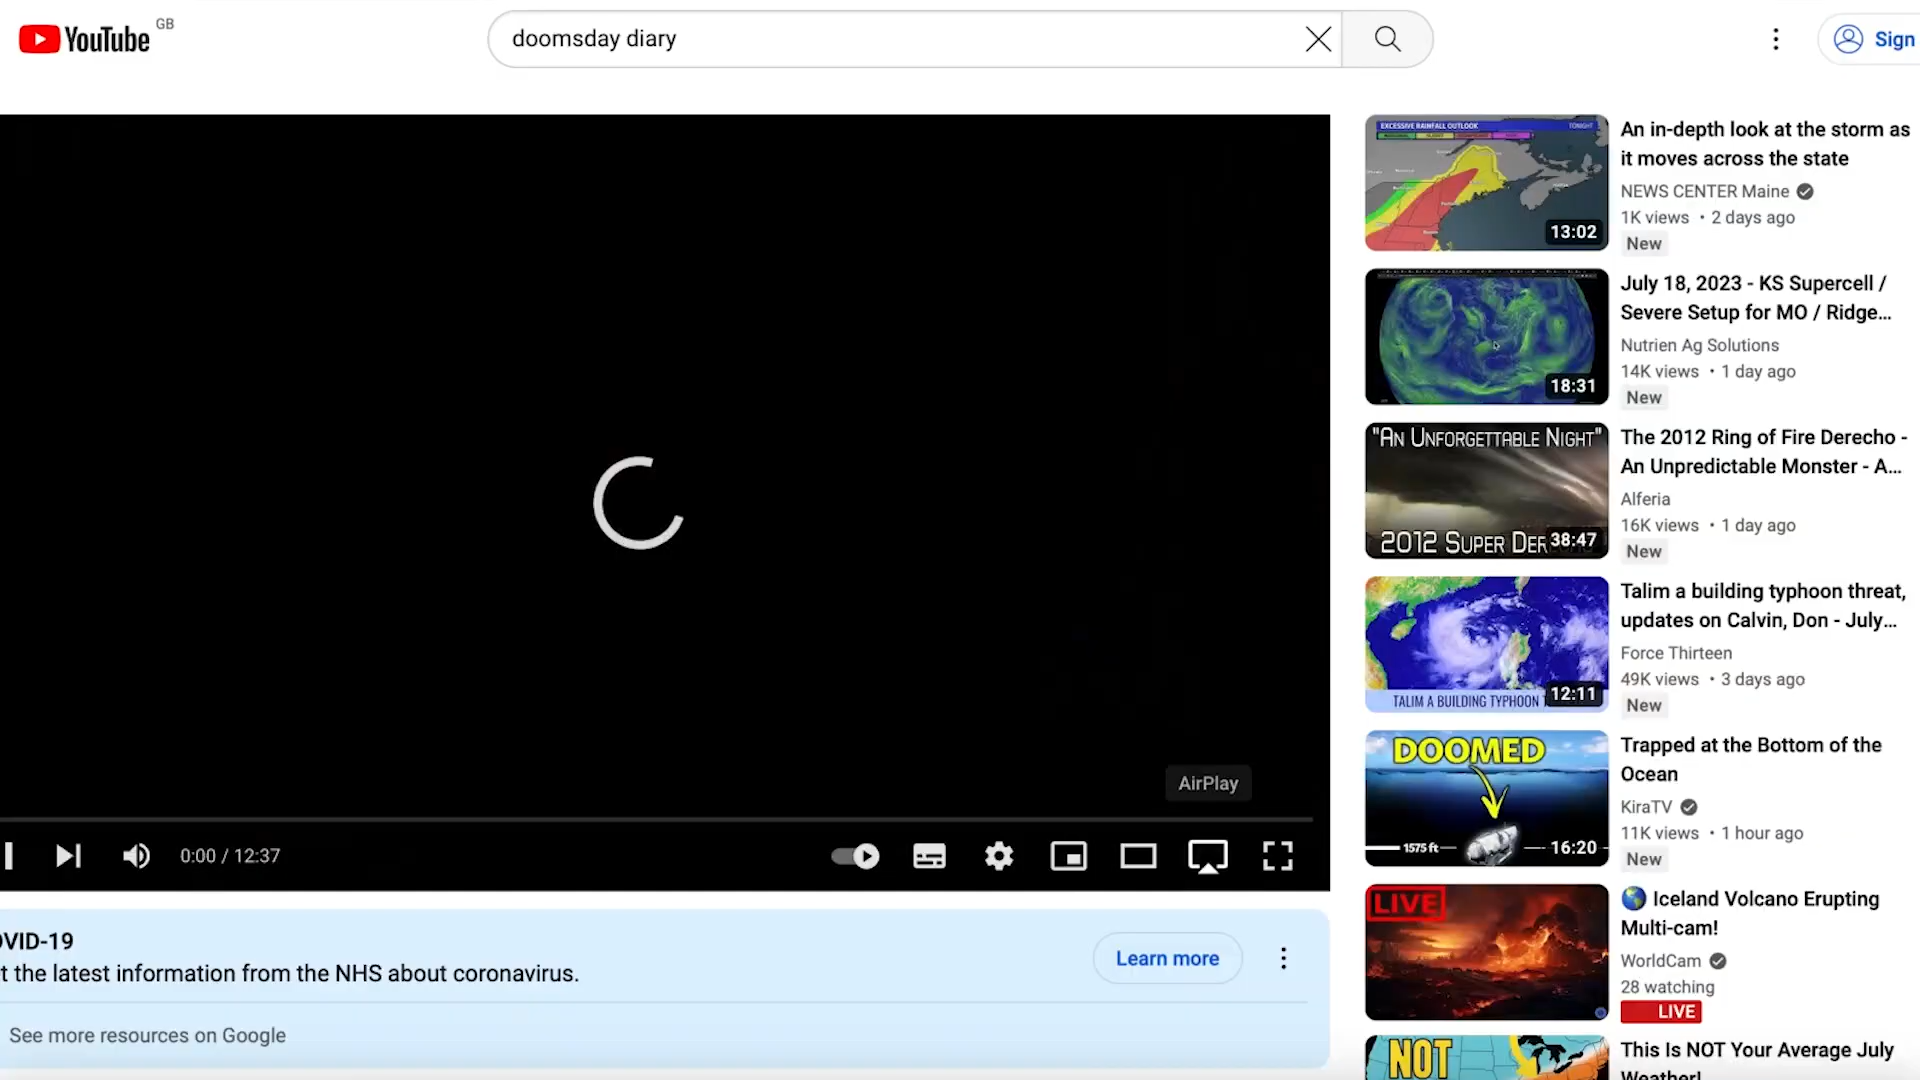 YouTube GB
doomsday diary
Sign
AirPlay
0:00 / 12:37
OVID-19
t the latest information from the NHS about coronavirus.
Learn more
See more resources on Google
EXCESSIVE RAINFALL OUTLOOK
TONIGHT
13:02
An in-depth look at the storm as
it moves across the state
NEWS CENTER Maine
1K views • 2 days ago
New
18:31
July 18, 2023 - KS Supercell /
Severe Setup for MO / Ridge...
Nutrien Ag Solutions
14K views • 1 day ago
New
"AN UNFORGETTABLE NIGHT"
2012 SUPER DER
38:47
The 2012 Ring of Fire Derecho -
An Unpredictable Monster - A...
Alferia
16K views • 1 day ago
New
TALIM A BUILDING TYPHOON
12:11
Talim a building typhoon threat,
updates on Calvin, Don - July...
Force Thirteen
49K views • 3 days ago
New
DOOMED
1575 ft
16:20
Trapped at the Bottom of the
Ocean
KiraTV
11K views • 1 hour ago
New
LIVE
Iceland Volcano Erupting
Multi-cam!
WorldCam
28 watching
LIVE
NOT
This Is NOT Your Average July
Weather!